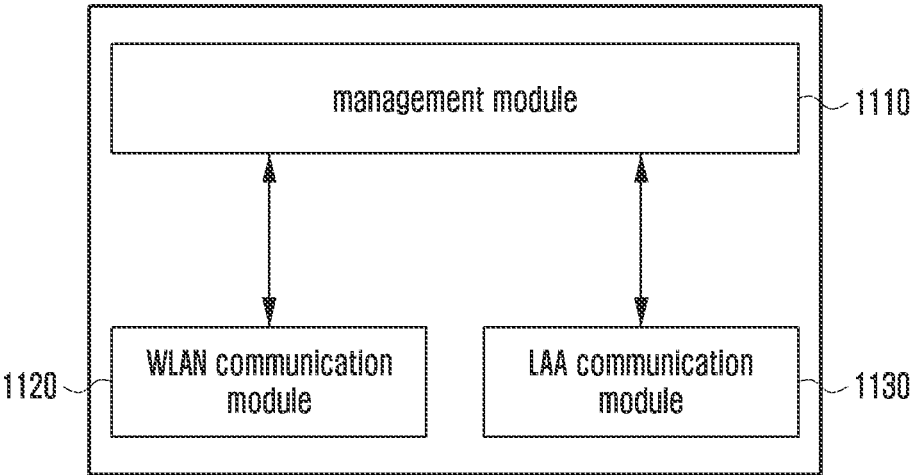 management module
1110
WLAN communication
module
LAA communication
module
1120
1130